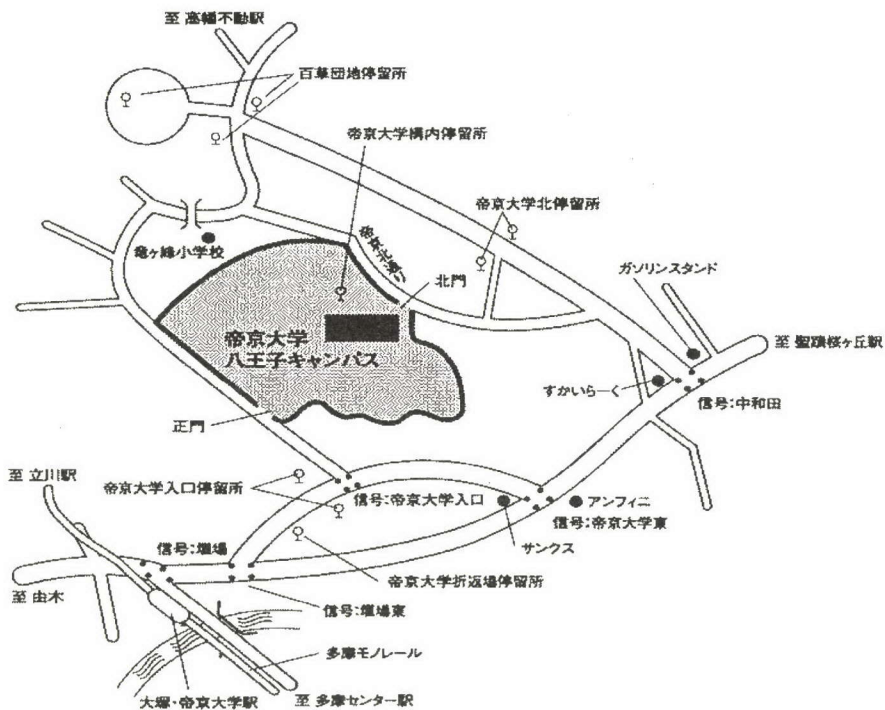 至 高幡不動駅
百草団地停留所
帝京大学構内停留所
帝京大学北停留所
竜ヶ峰小学校
帝京北通り
北門
ガソリンスタンド
帝京大学
八王子キャンパス
至 聖蹟桜ヶ丘駅
すかいらーく
信号:中和田
正門
至 立川駅
帝京大学入口停留所
信号:帝京大学入口
アンフィニ
信号:帝京大学東
サンクス
信号:堰場
帝京大学折返場停留所
至 由木
信号:堰場東
多摩モノレール
大塚・帝京大学駅
至 多摩センター駅